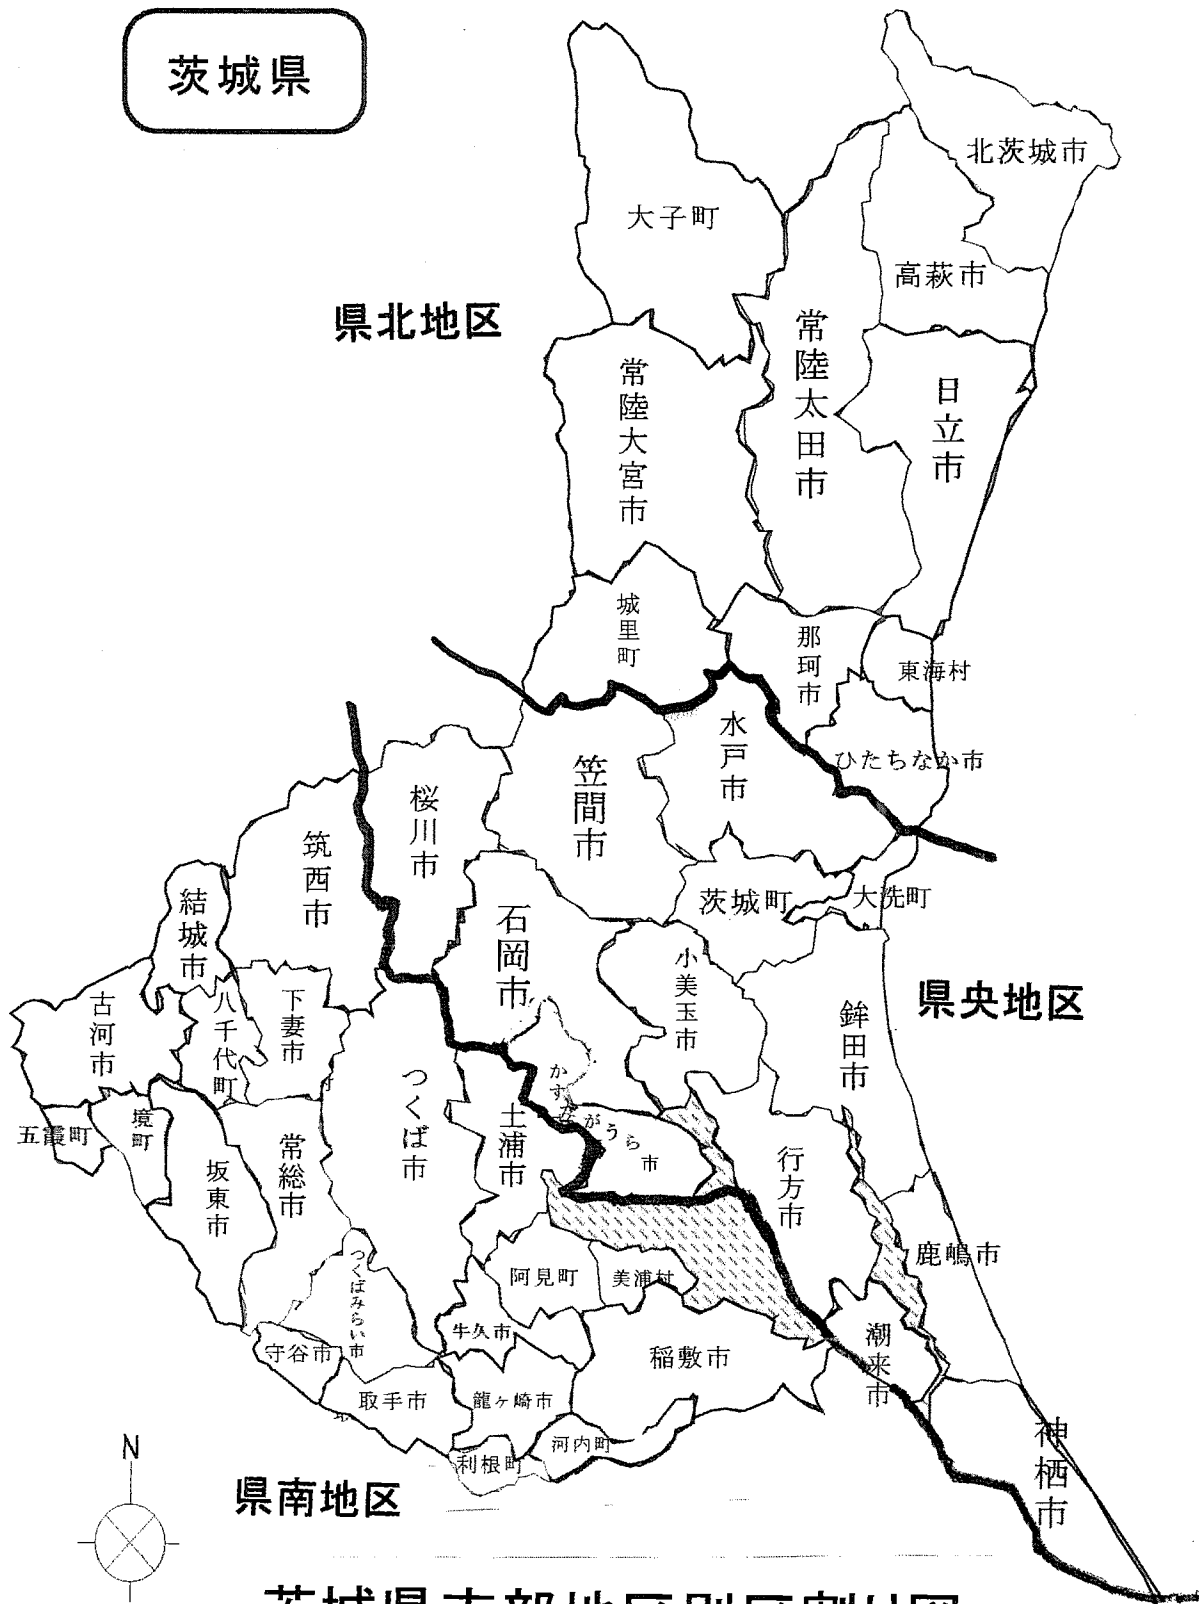 茨城県
北茨城市
大子町
高萩市
県北地区
常陸太田市
常陸大宮市
日立市
城里町
那珂市
東海村
水戸市
ひたちなか市
笠間市
桜川市
筑西市
茨城町
大洗町
結城市
石岡市
小美玉市
県央地区
鉾田市
古河市
八千代町
下妻市
つくば市
かすみがうら市
土浦市
五霞町
境町
坂東市
常総市
行方市
鹿嶋市
阿見町
美浦村
つくばみらい市
牛久市
守谷市
稲敷市
潮来市
取手市
龍ヶ崎市
河内町
利根町
神栖市
N
県南地区